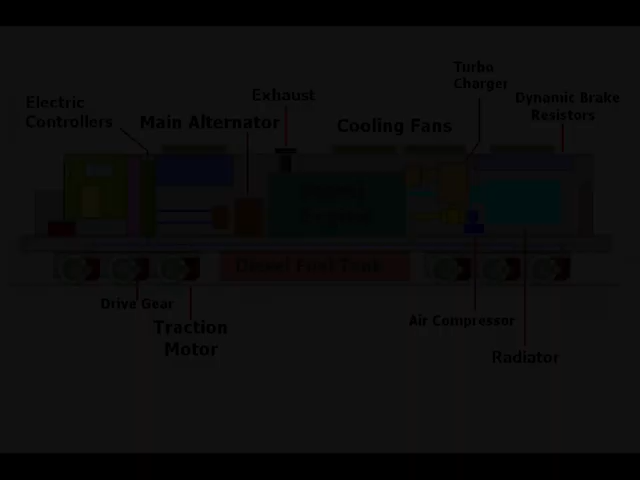 Turbo
Charger
Exhaust
Dynamic Brake
Resistors
Electric
Controllers
Main Alternator
Cooling Fans
Diesel
Diesel Fuel Tank
Drive Gear
Traction
Motor
Air Compressor
Radiator